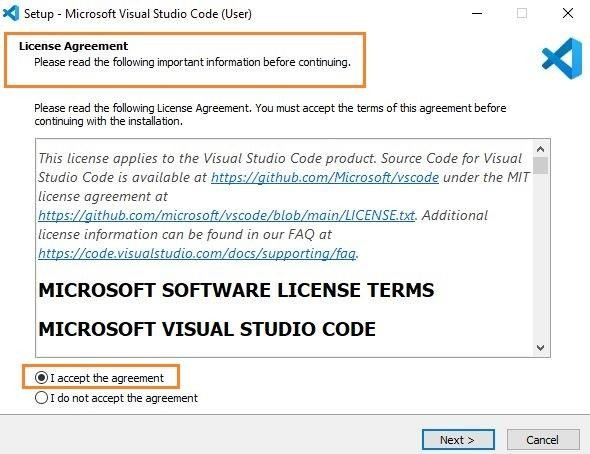 Setup - Microsoft Visual Studio Code (User)
License Agreement
Please read the following important information before continuing.
Please read the following License Agreement. You must accept the terms of this agreement before
continuing with the installation.
This license applies to the Visual Studio Code product. Source Code for Visual
Studio Code is available at https://github.com/Microsoft/vscode under the MIT
license agreement at
https://github.com/microsoft/vscode/blob/main/LICENSE.txt. Additional
license information can be found in our FAQ at
https://code.visualstudio.com/docs/supporting/faq.
MICROSOFT SOFTWARE LICENSE TERMS
MICROSOFT VISUAL STUDIO CODE
I accept the agreement
I do not accept the agreement
Next >
Cancel